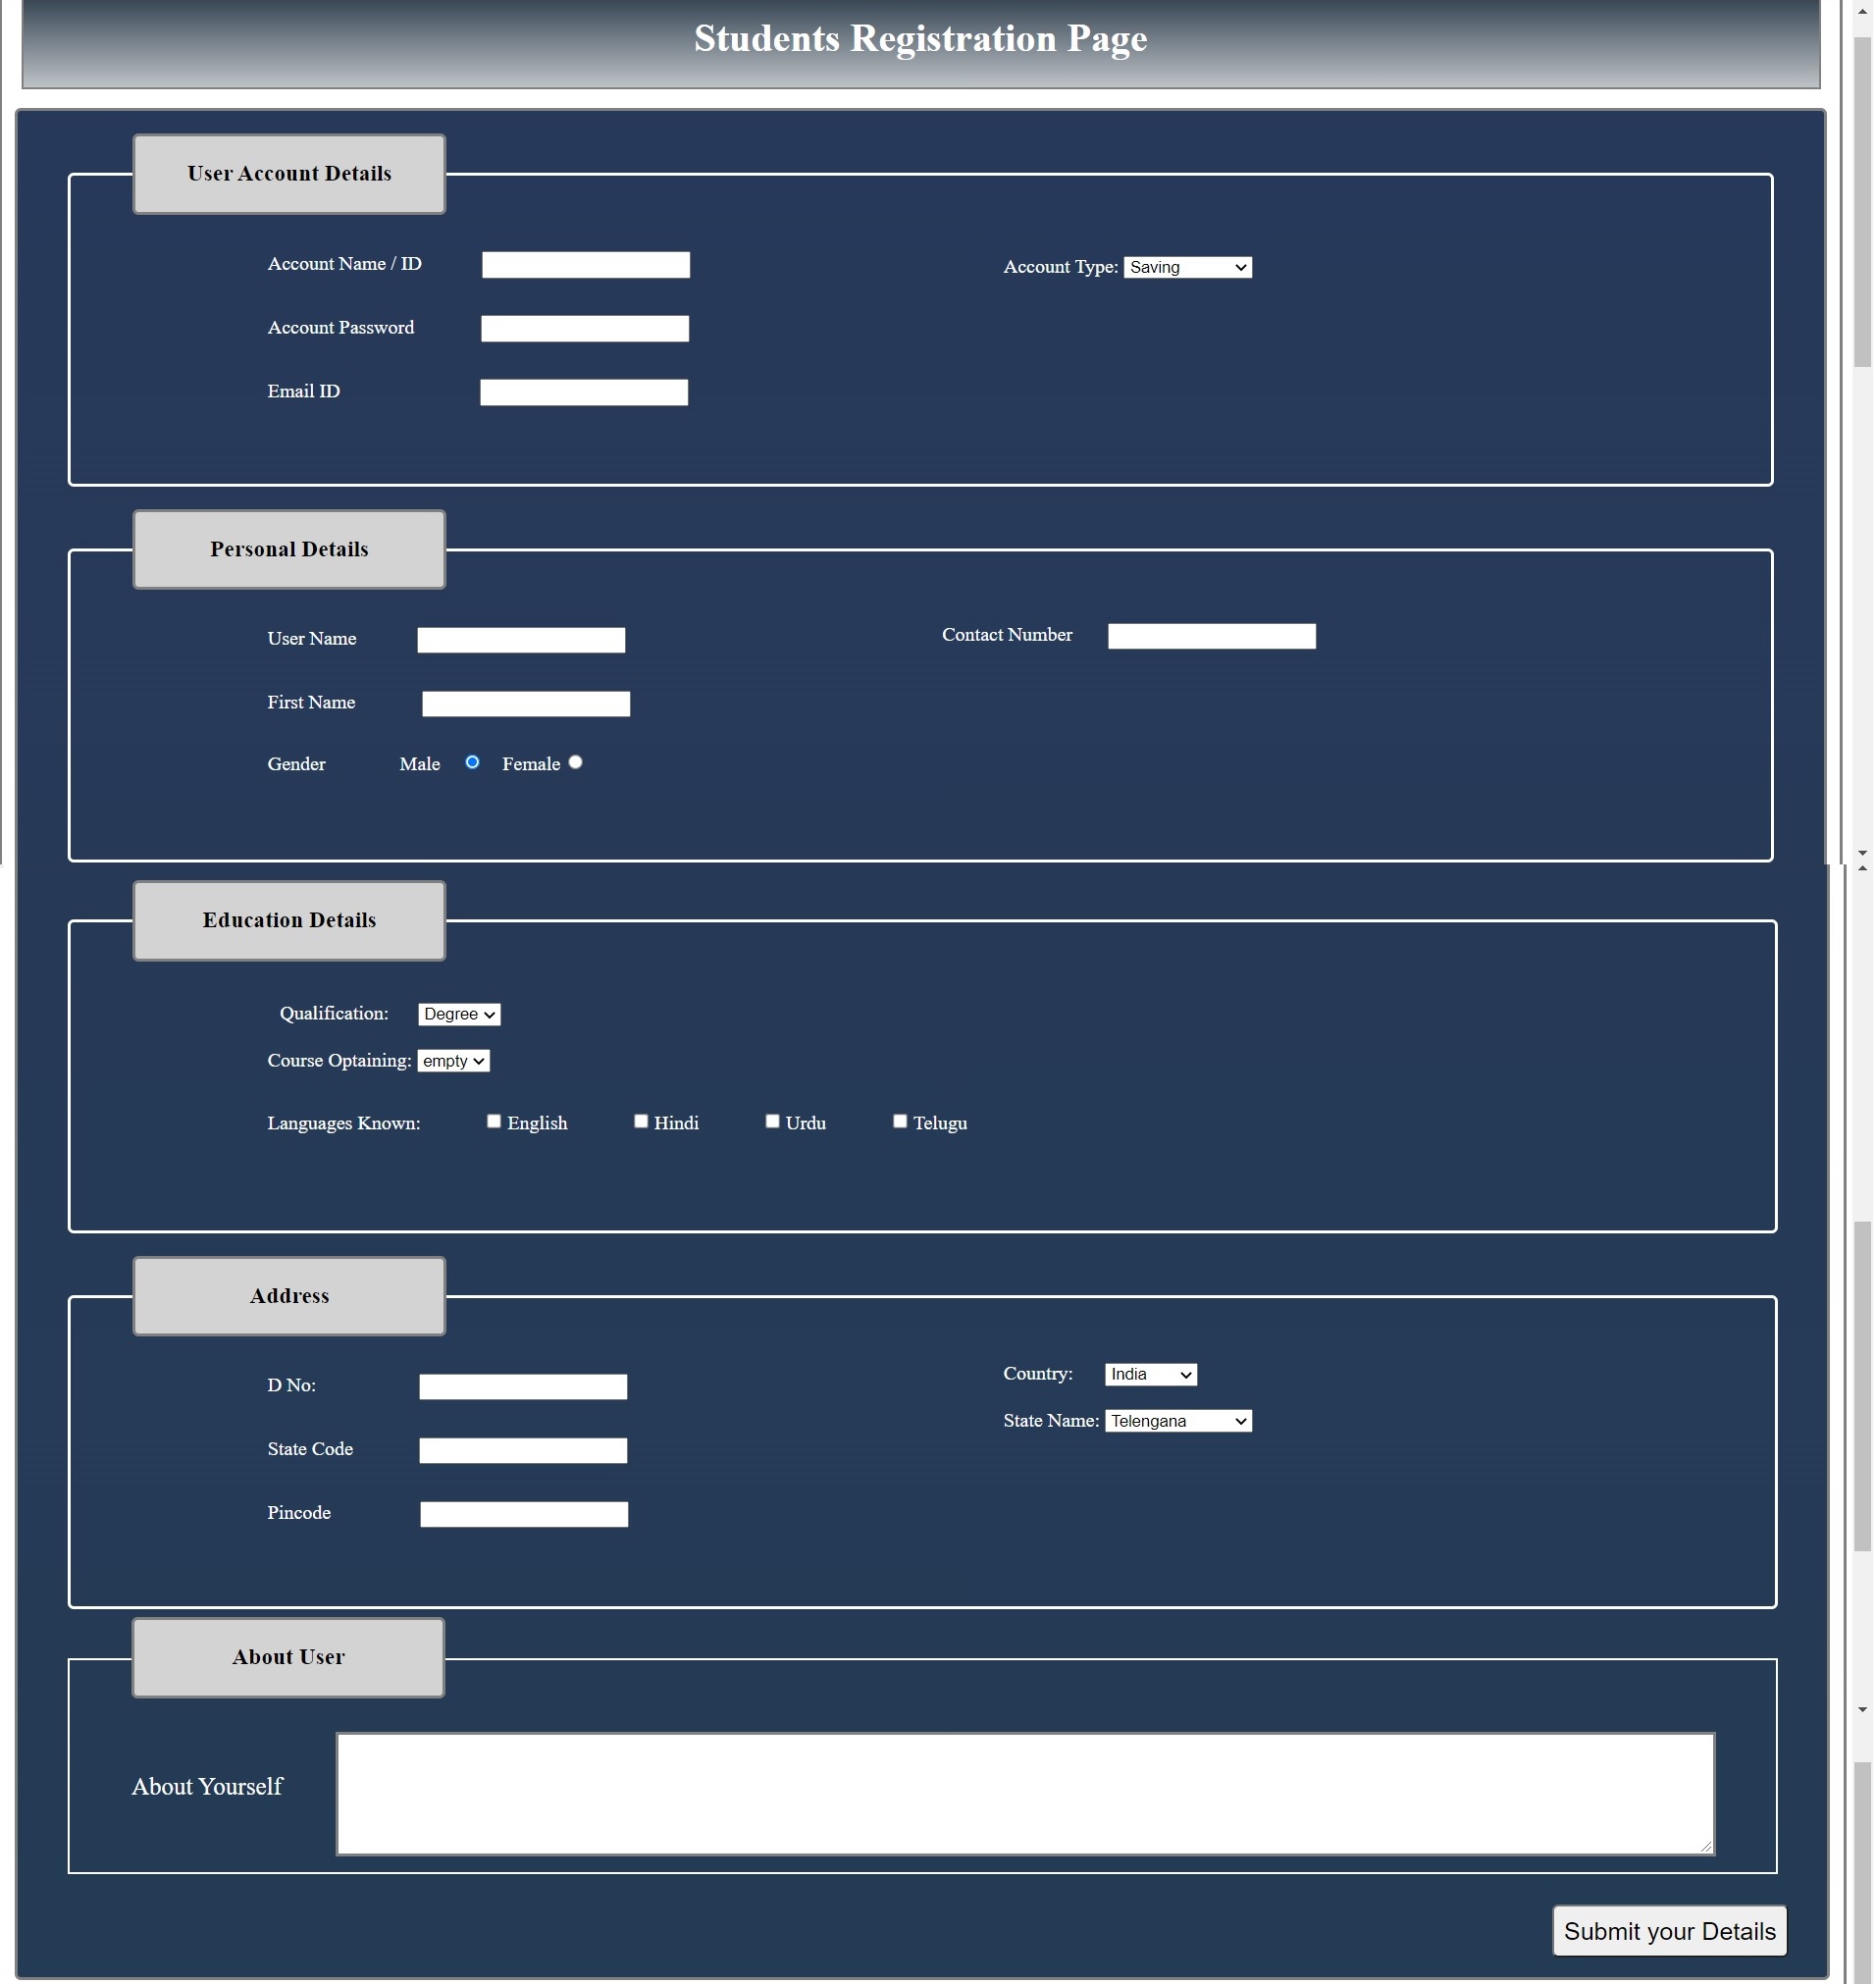 Students Registration Page
User Account Details
Account Name / ID
Account Type: Saving
Account Password
Email ID
Personal Details
User Name
Contact Number
First Name
Gender Male Female
Education Details
Qualification: Degree
Course Optaining: empty
Languages Known: English Hindi Urdu Telugu
Address
D No:
Country: India
State Name: Telengana
State Code
Pincode
About User
About Yourself
Submit your Details